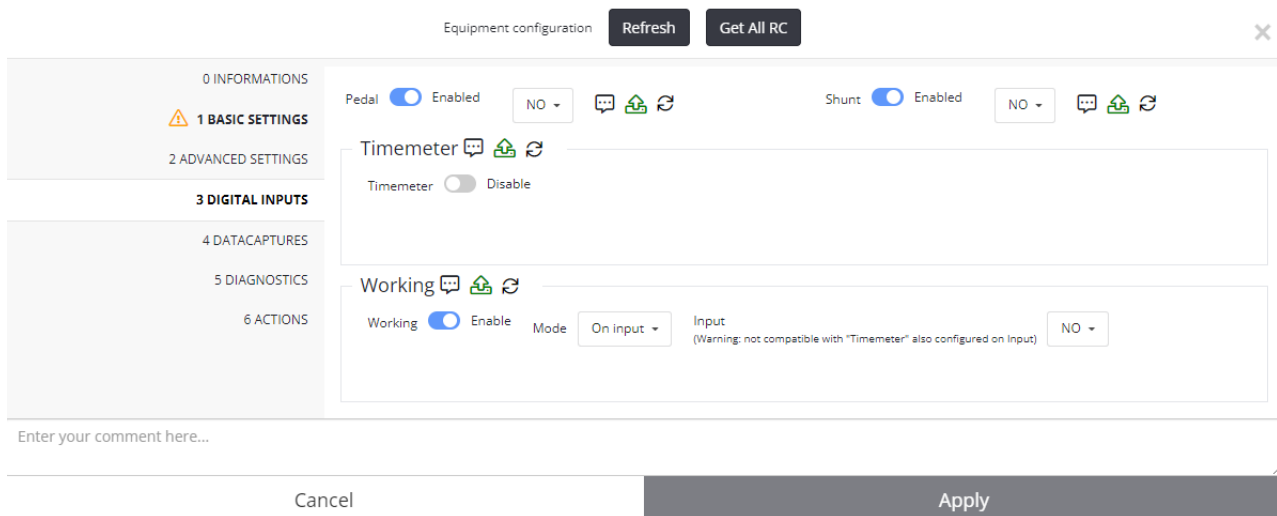 Equipment configuration Refresh Get All RC
0 INFORMATIONS
1 BASIC SETTINGS
2 ADVANCED SETTINGS
3 DIGITAL INPUTS
4 DATACAPTURES
5 DIAGNOSTICS
6 ACTIONS
Pedal Enabled NO Shunt Enabled NO
Timemeter
Timemeter Disable
Working
Working Enable Mode On input Input NO
(Warning: not compatible with "Timemeter" also configured on Input)
Enter your comment here...
Cancel Apply